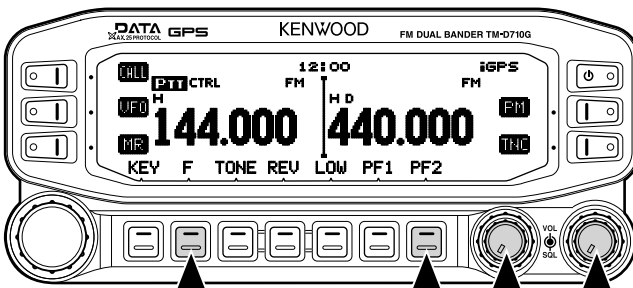 DATA GPS KENWOOD FM DUAL BANDER TM-D710G
AX.25 PROTOCOL
CALL 12:00 iGPS
PTT CTRL FM FM
VFO H H D PM
144.000 440.000
MR TNC
KEY F TONE REV LOW PF1 PF2
VOL
SQL